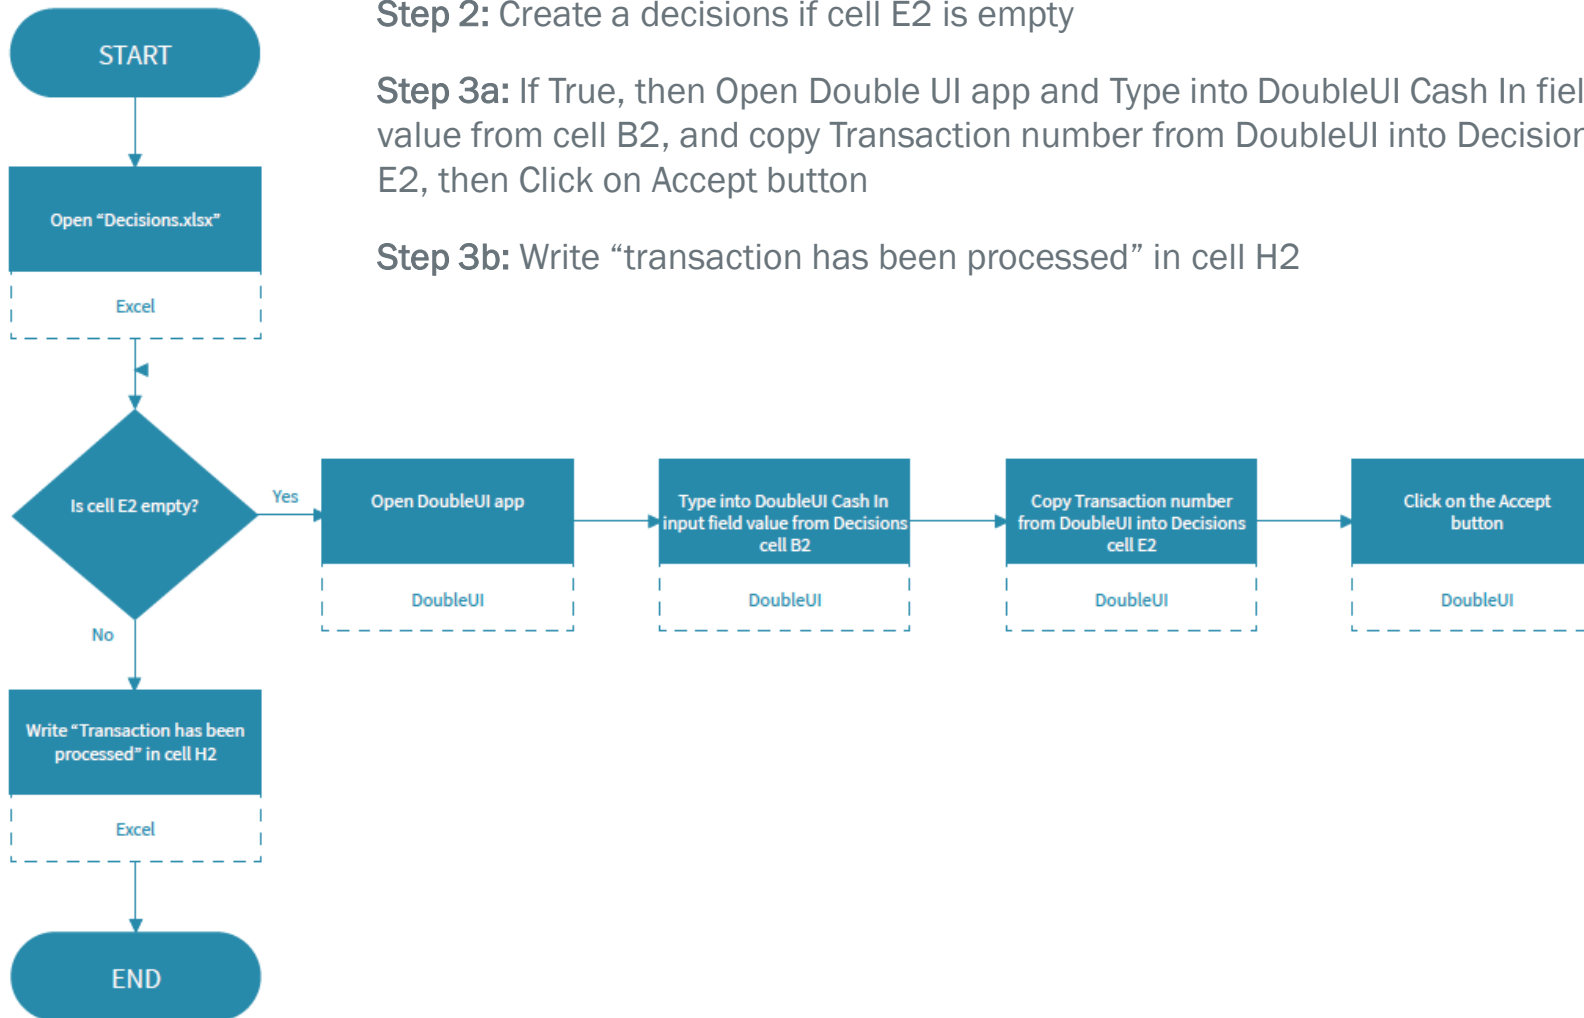 Step 2: Create a decisions if cell E2 is empty
Step 3a: If True, then Open Double UI app and Type into DoubleUI Cash In fiel
value from cell B2, and copy Transaction number from DoubleUI into Decision
E2, then Click on Accept button
Step 3b: Write “transaction has been processed” in cell H2
START
Open “Decisions.xlsx”
Excel
Is cell E2 empty?
Yes
Open DoubleUI app
DoubleUI
Type into DoubleUI Cash In
input field value from Decisions
cell B2
DoubleUI
Copy Transaction number
from DoubleUI into Decisions
cell E2
DoubleUI
Click on the Accept
button
DoubleUI
No
Write “Transaction has been
processed” in cell H2
Excel
END